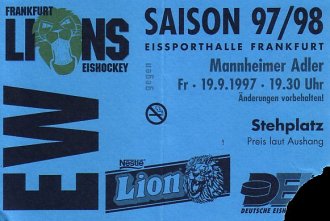 FRANKFURT
LIONS
EISHOCKEY
SAISON 97/98
EISSPORTHALLE FRANKFURT
gegen
Mannheimer Adler
Fr · 19.9.1997 · 19.30 Uhr
Änderungen vorbehalten!
EW
Stehplatz
Preis laut Aushang
Nestlé
Lion
DE
DEUTSCHE EISH